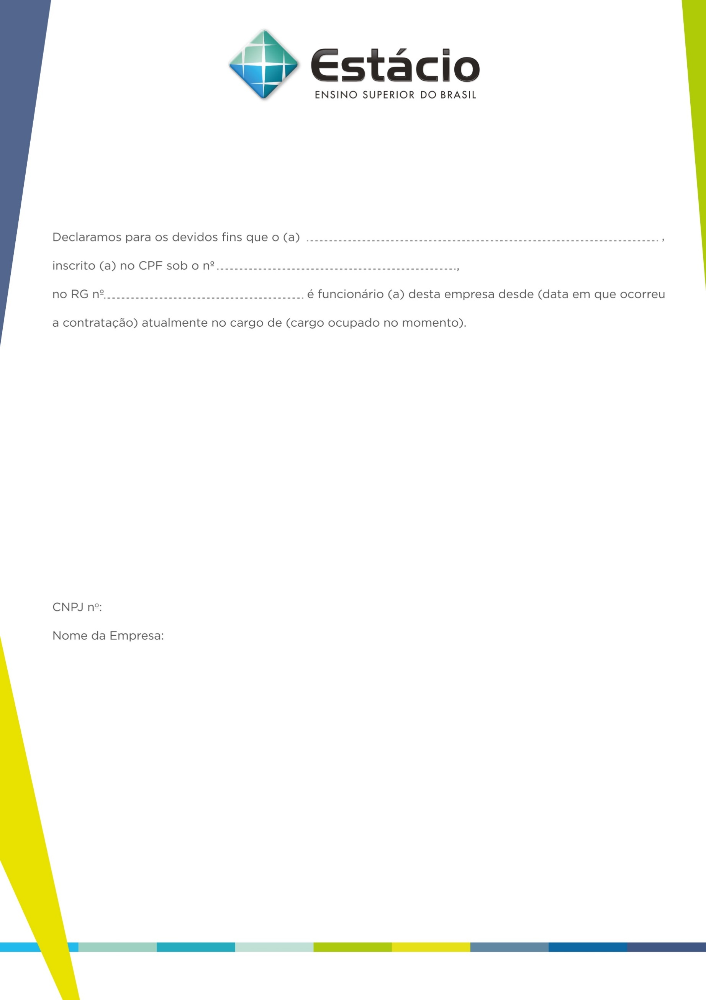 Estácio
ENSINO SUPERIOR DO BRASIL
Declaramos para os devidos fins que o (a) ,
inscrito (a) no CPF sob o nº ,
no RG nº é funcionário (a) desta empresa desde (data em que ocorreu
a contratação) atualmente no cargo de (cargo ocupado no momento).
CNPJ nº:
Nome da Empresa: